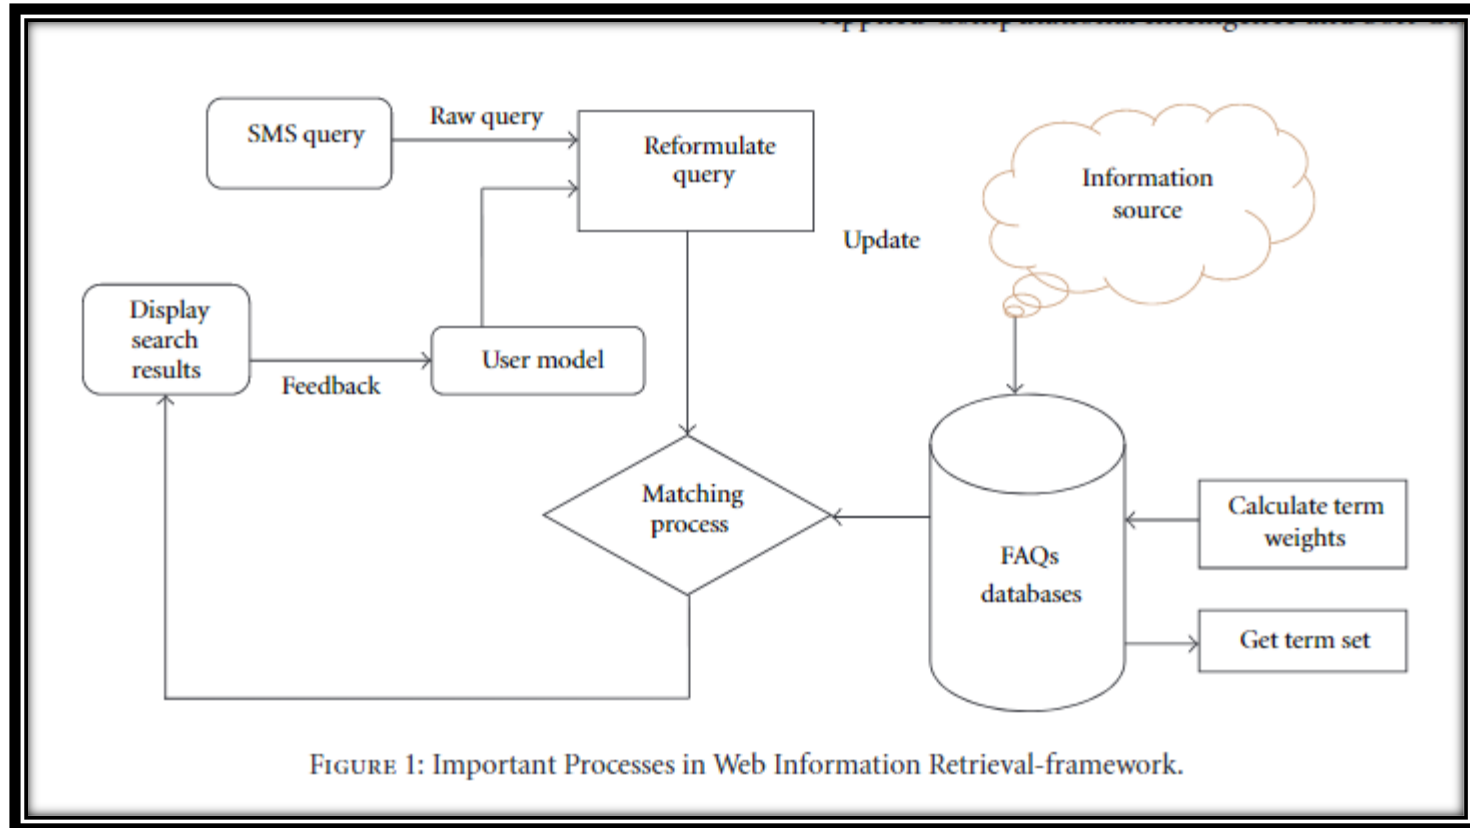 SMS query
Raw query
Reformulate
query
Information
source
Update
Display
search
results
Feedback
User model
Matching
process
FAQs
databases
Calculate term
weights
Get term set
FIGURE 1: Important Processes in Web Information Retrieval-framework.